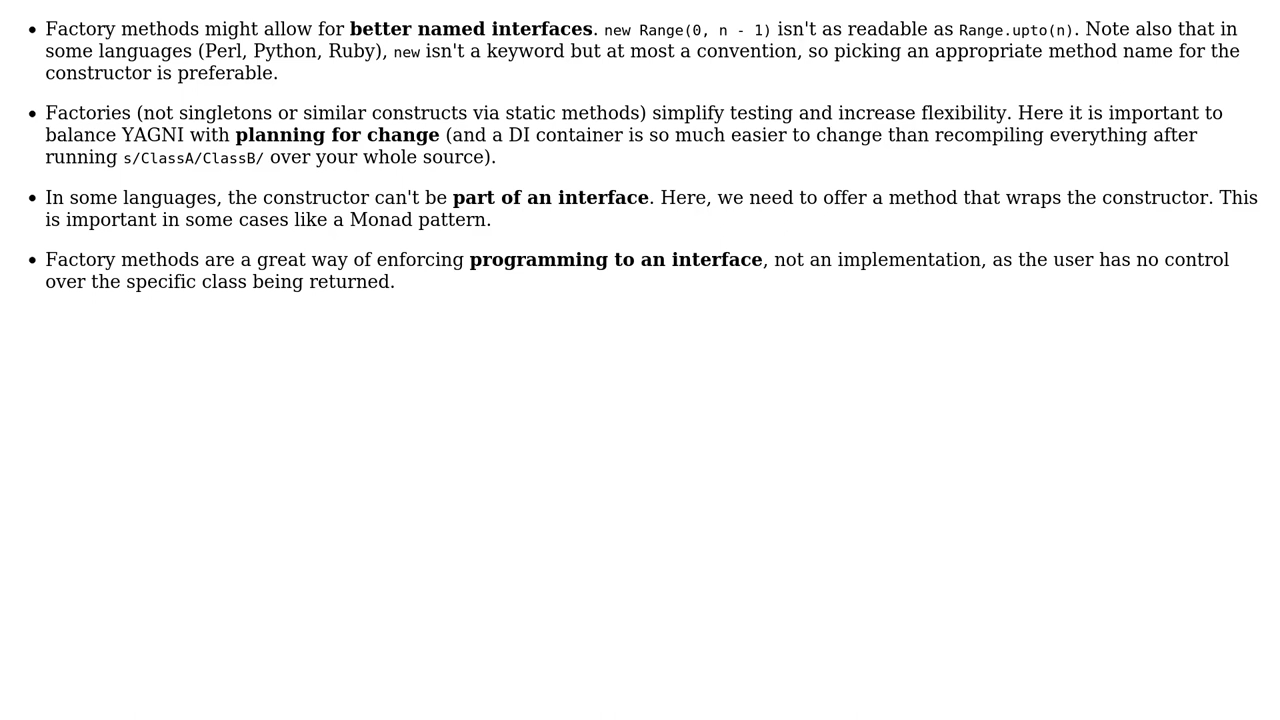 Factory methods might allow for better named interfaces. new Range(0, n - 1) isn't as readable as Range.upto(n). Note also that in
some languages (Perl, Python, Ruby), new isn't a keyword but at most a convention, so picking an appropriate method name for the
constructor is preferable.
Factories (not singletons or similar constructs via static methods) simplify testing and increase flexibility. Here it is important to
balance YAGNI with planning for change (and a DI container is so much easier to change than recompiling everything after
running s/ClassA/ClassB/ over your whole source).
In some languages, the constructor can't be part of an interface. Here, we need to offer a method that wraps the constructor. This
is important in some cases like a Monad pattern.
Factory methods are a great way of enforcing programming to an interface, not an implementation, as the user has no control
over the specific class being returned.